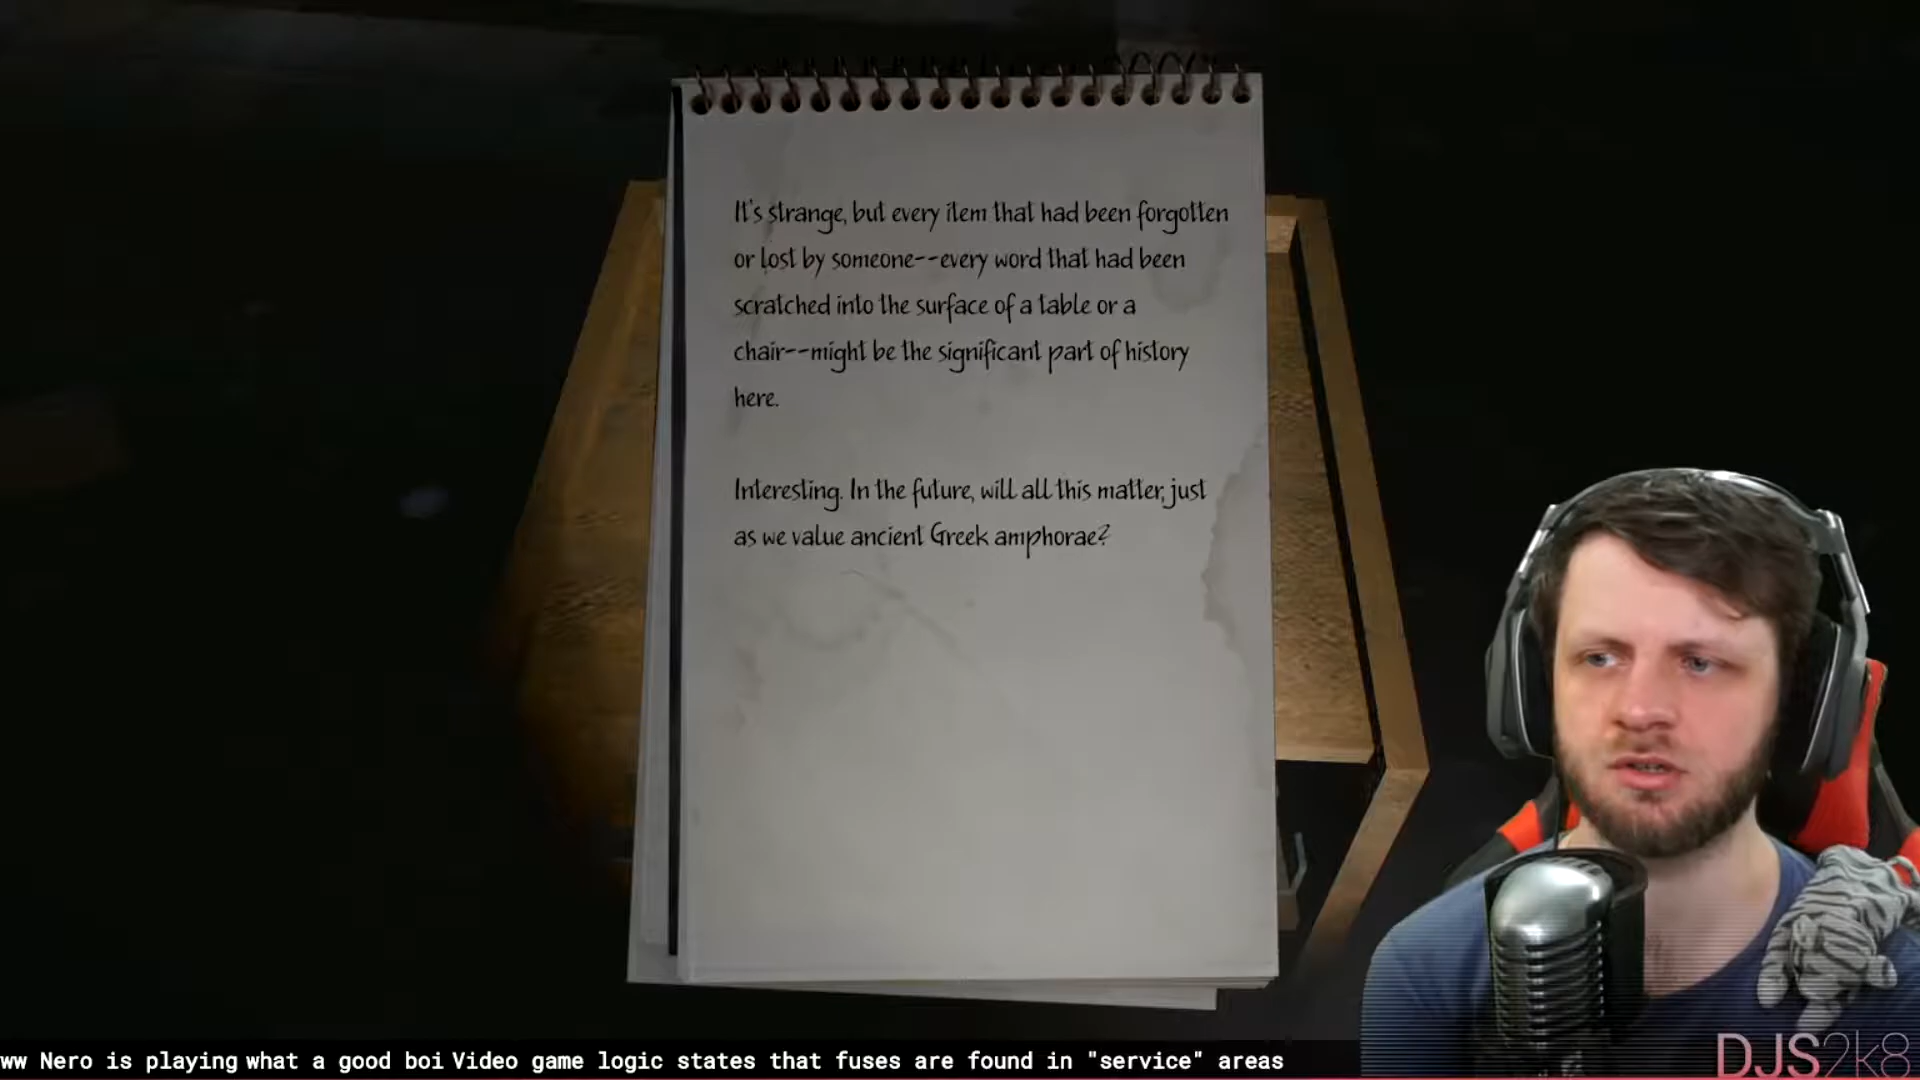 It's strange, but every item that had been forgotten
or lost by someone--every word that had been
scratched into the surface of a table or a
chair--might be the significant part of history
here.
Interesting. In the future, will all this matter, just
as we value ancient Greek amphorae?
ww Nero is playing what a good boi Video game logic states that fuses are found in "service" areas
DJS2k8